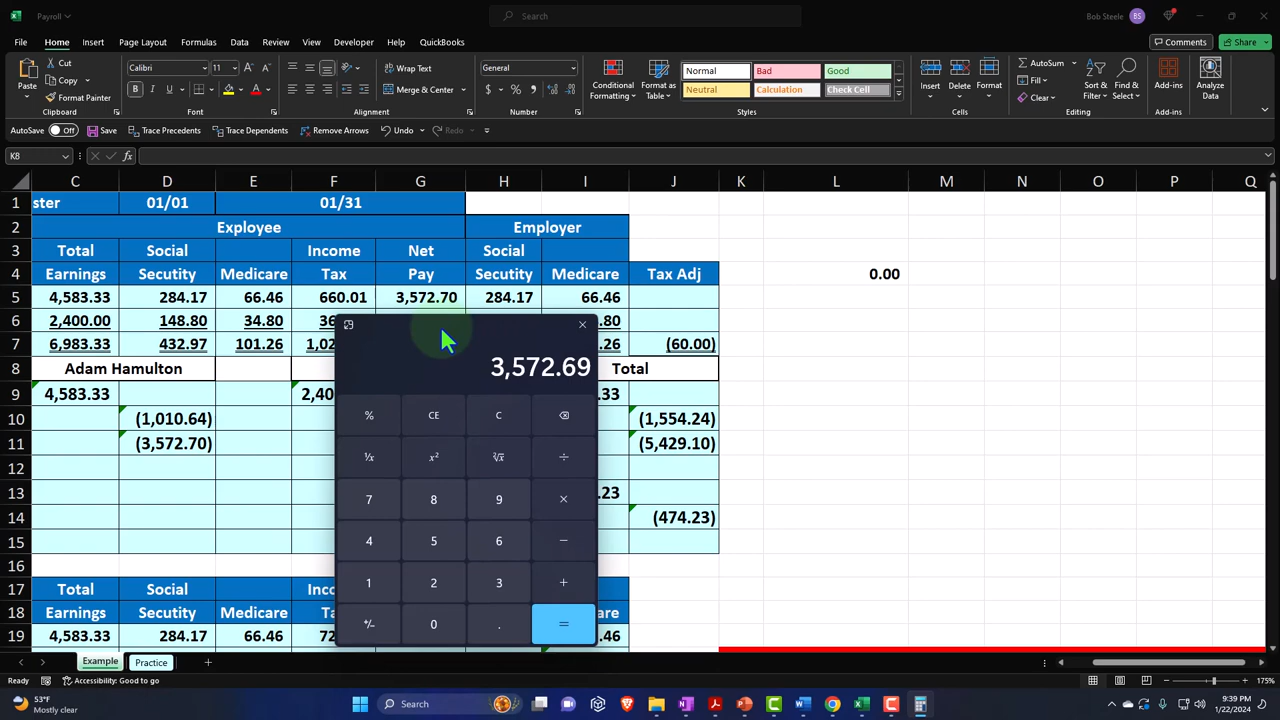 Payroll
Search
Bob Steele BS
File Home Insert Page Layout Formulas Data Review View Developer Help QuickBooks Comments Share
Paste Cut Copy Format Painter Clipboard
Calibri 11 B I U A Font
Wrap Text Merge & Center Alignment
General $ % , Number
Conditional Formatting Format as Table Normal Bad Good Neutral Calculation Check Cell Styles
Insert Delete Format Cells
AutoSum Fill Clear Sort & Filter Find & Select Editing
Add-ins Add-ins
Analyze Data
AutoSave Off Save Trace Precedents Trace Dependents Remove Arrows Undo Redo
K8 fx
C D E F G H I J K L M N O P Q
1 ster 01/01 01/31
2 Exployee Employer
3 Total Social Income Net Social
4 Earnings Secutity Medicare Tax Pay Secutity Medicare Tax Adj 0.00
5 4,583.33 284.17 66.46 660.01 3,572.70 284.17 66.46
6 2,400.00 148.80 34.80 36 .80
7 6,983.33 432.97 101.26 1,02 .26 (60.00)
8 Adam Hamulton Total
9 4,583.33 2,40 .33
10 (1,010.64) (1,554.24)
11 (3,572.70) (5,429.10)
12
13 .23
14 (474.23)
15
16
17 Total Social Inco
18 Earnings Secutity Medicare Ta are
19 4,583.33 284.17 66.46 72 .46
3,572.69
% CE C
1/x x² ²√x ÷
7 8 9 ×
4 5 6 −
1 2 3 +
+/− 0 . =
Example Practice
Ready Accessibility: Good to go 175%
53°F
Mostly clear
Search
9:39 PM
1/22/2024